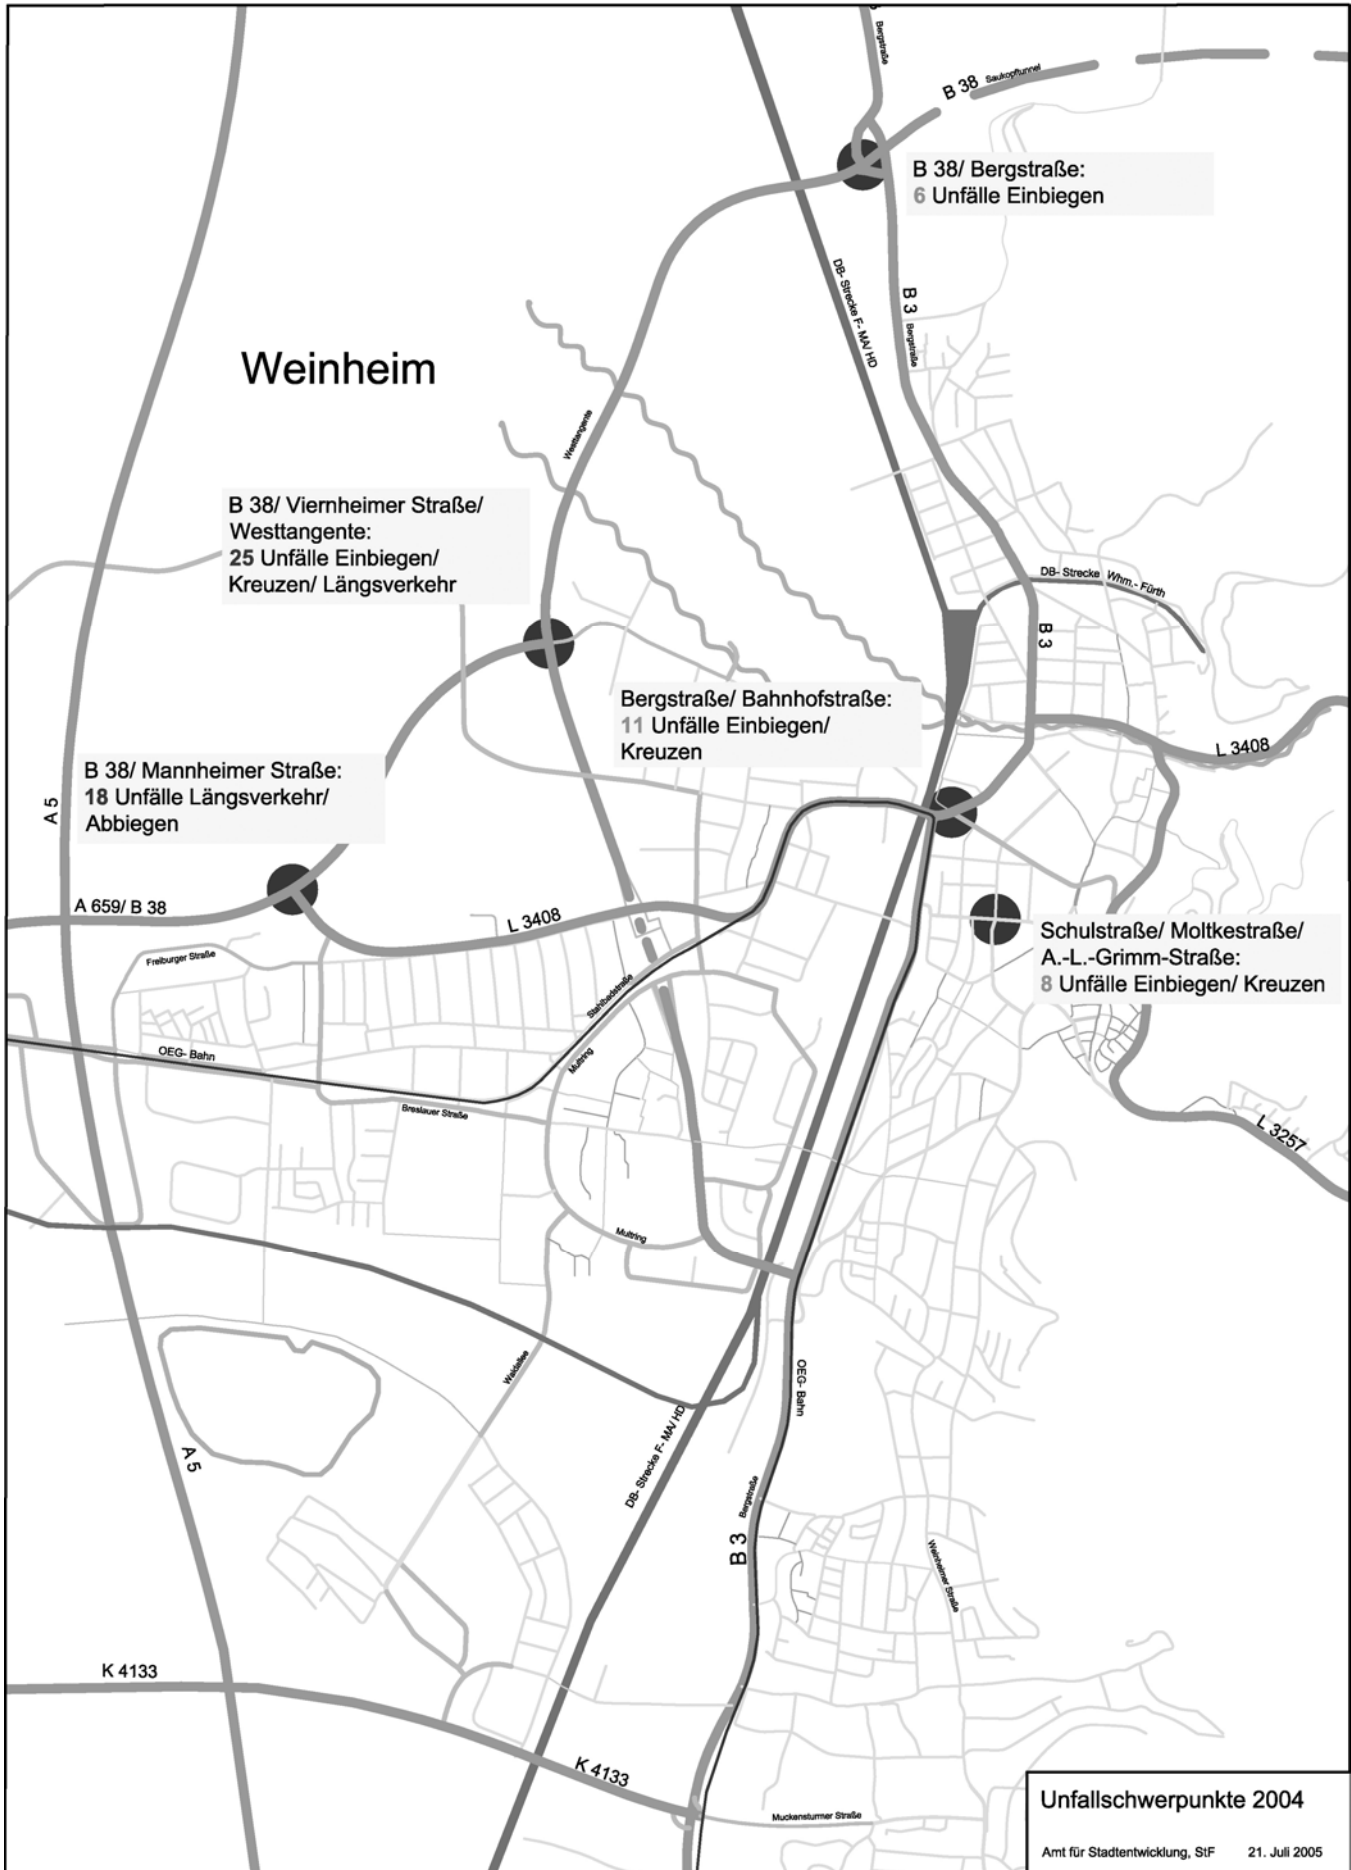 Bergstraße
B 38 Saukopftunnel
B 38/ Bergstraße:
6 Unfälle Einbiegen
DB- Strecke F- MA/ HD
B 3
Bergstraße
Weinheim
Westtangente
B 38/ Viernheimer Straße/
Westtangente:
25 Unfälle Einbiegen/
Kreuzen/ Längsverkehr
DB- Strecke Whm.- Fürth
B 3
Bergstraße/ Bahnhofstraße:
11 Unfälle Einbiegen/
Kreuzen
L 3408
B 38/ Mannheimer Straße:
18 Unfälle Längsverkehr/
Abbiegen
A 5
A 659/ B 38
L 3408
Schulstraße/ Moltkestraße/
A.-L.-Grimm-Straße:
8 Unfälle Einbiegen/ Kreuzen
Freiburger Straße
Stahlbadstraße
OEG- Bahn
Multring
Breslauer Straße
L 3257
Multring
Waidallee
OEG- Bahn
A 5
DB- Strecke F- MA/ HD
Bergstraße
B 3
Weinheimer Straße
K 4133
K 4133
Muckensturmer Straße
Unfallschwerpunkte 2004
Amt für Stadtentwicklung, StF 21. Juli 2005